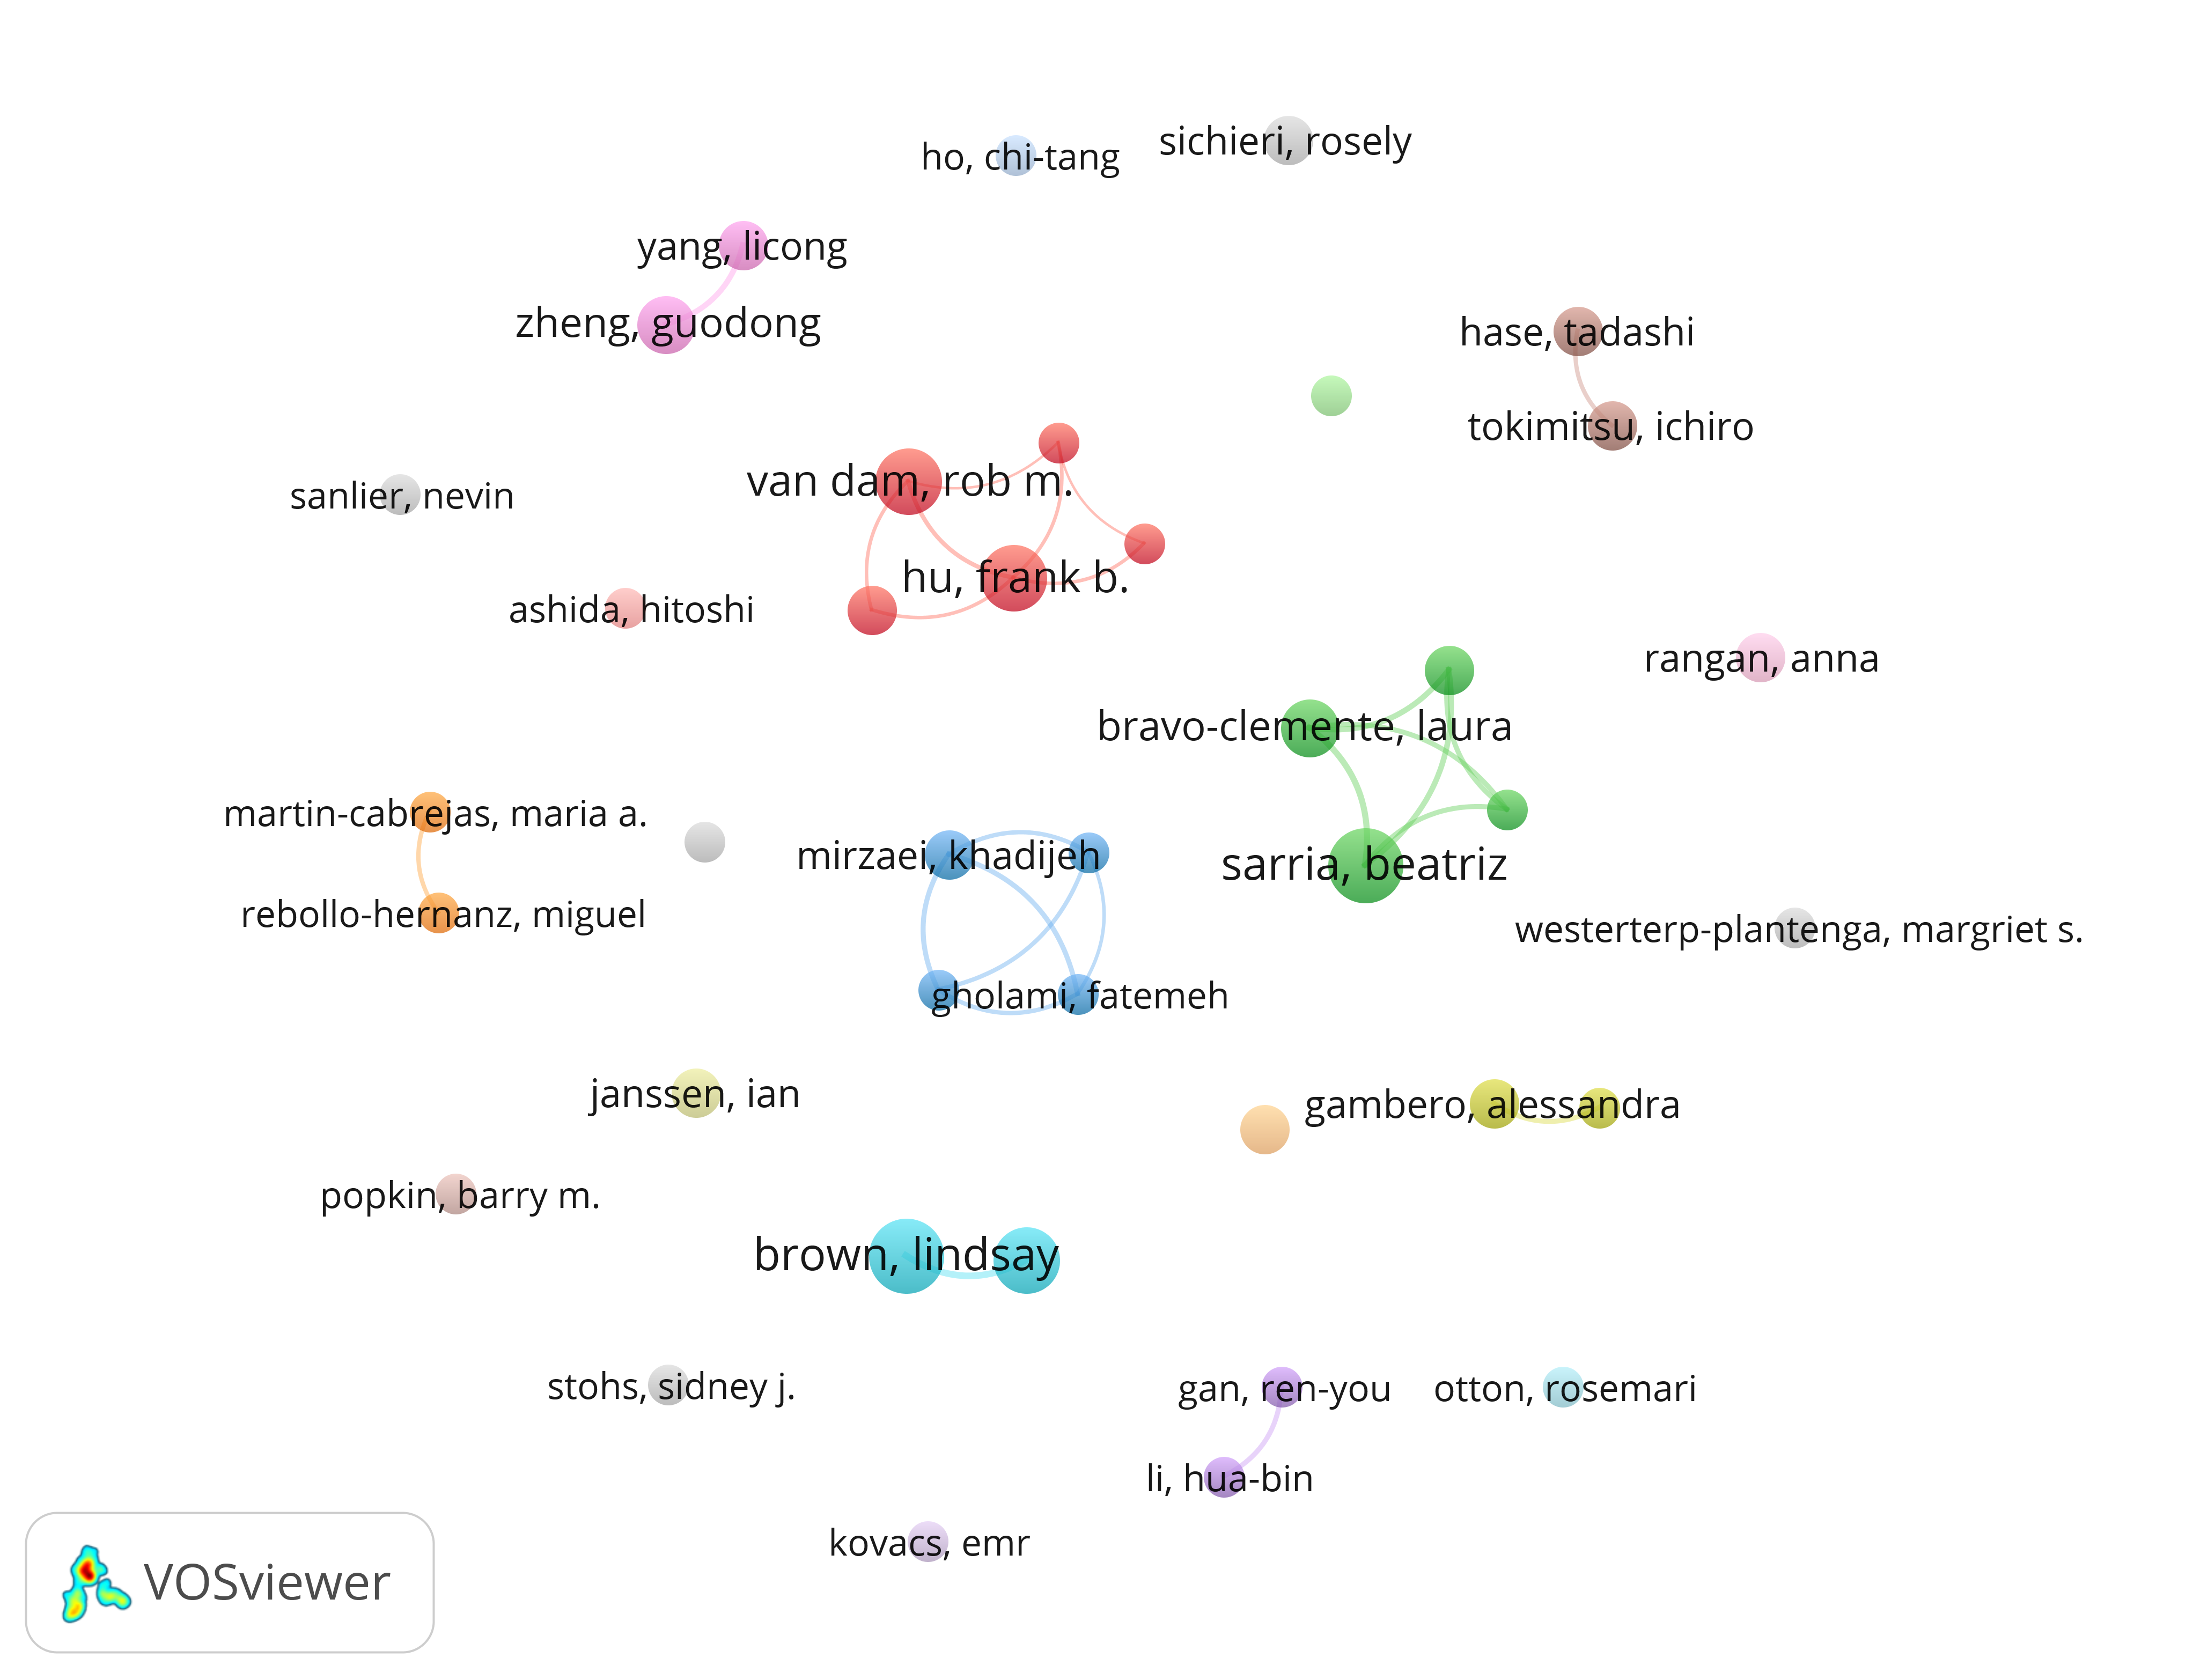 sichieri, rosely
ho, chi-tang
yang, licong
zheng, guodong
hase, tadashi
tokimitsu, ichiro
van dam, rob m.
sanlier, nevin
hu, frank b.
ashida, hitoshi
rangan, anna
bravo-clemente, laura
martin-cabrejas, maria a.
mirzaei, khadijeh
sarria, beatriz
rebollo-hernanz, miguel
westerterp-plantenga, margriet s.
gholami, fatemeh
janssen, ian
gambero, alessandra
popkin, barry m.
brown, lindsay
stohs, sidney j.
gan, ren-you
otton, rosemari
li, hua-bin
kovacs, emr
VOSviewer